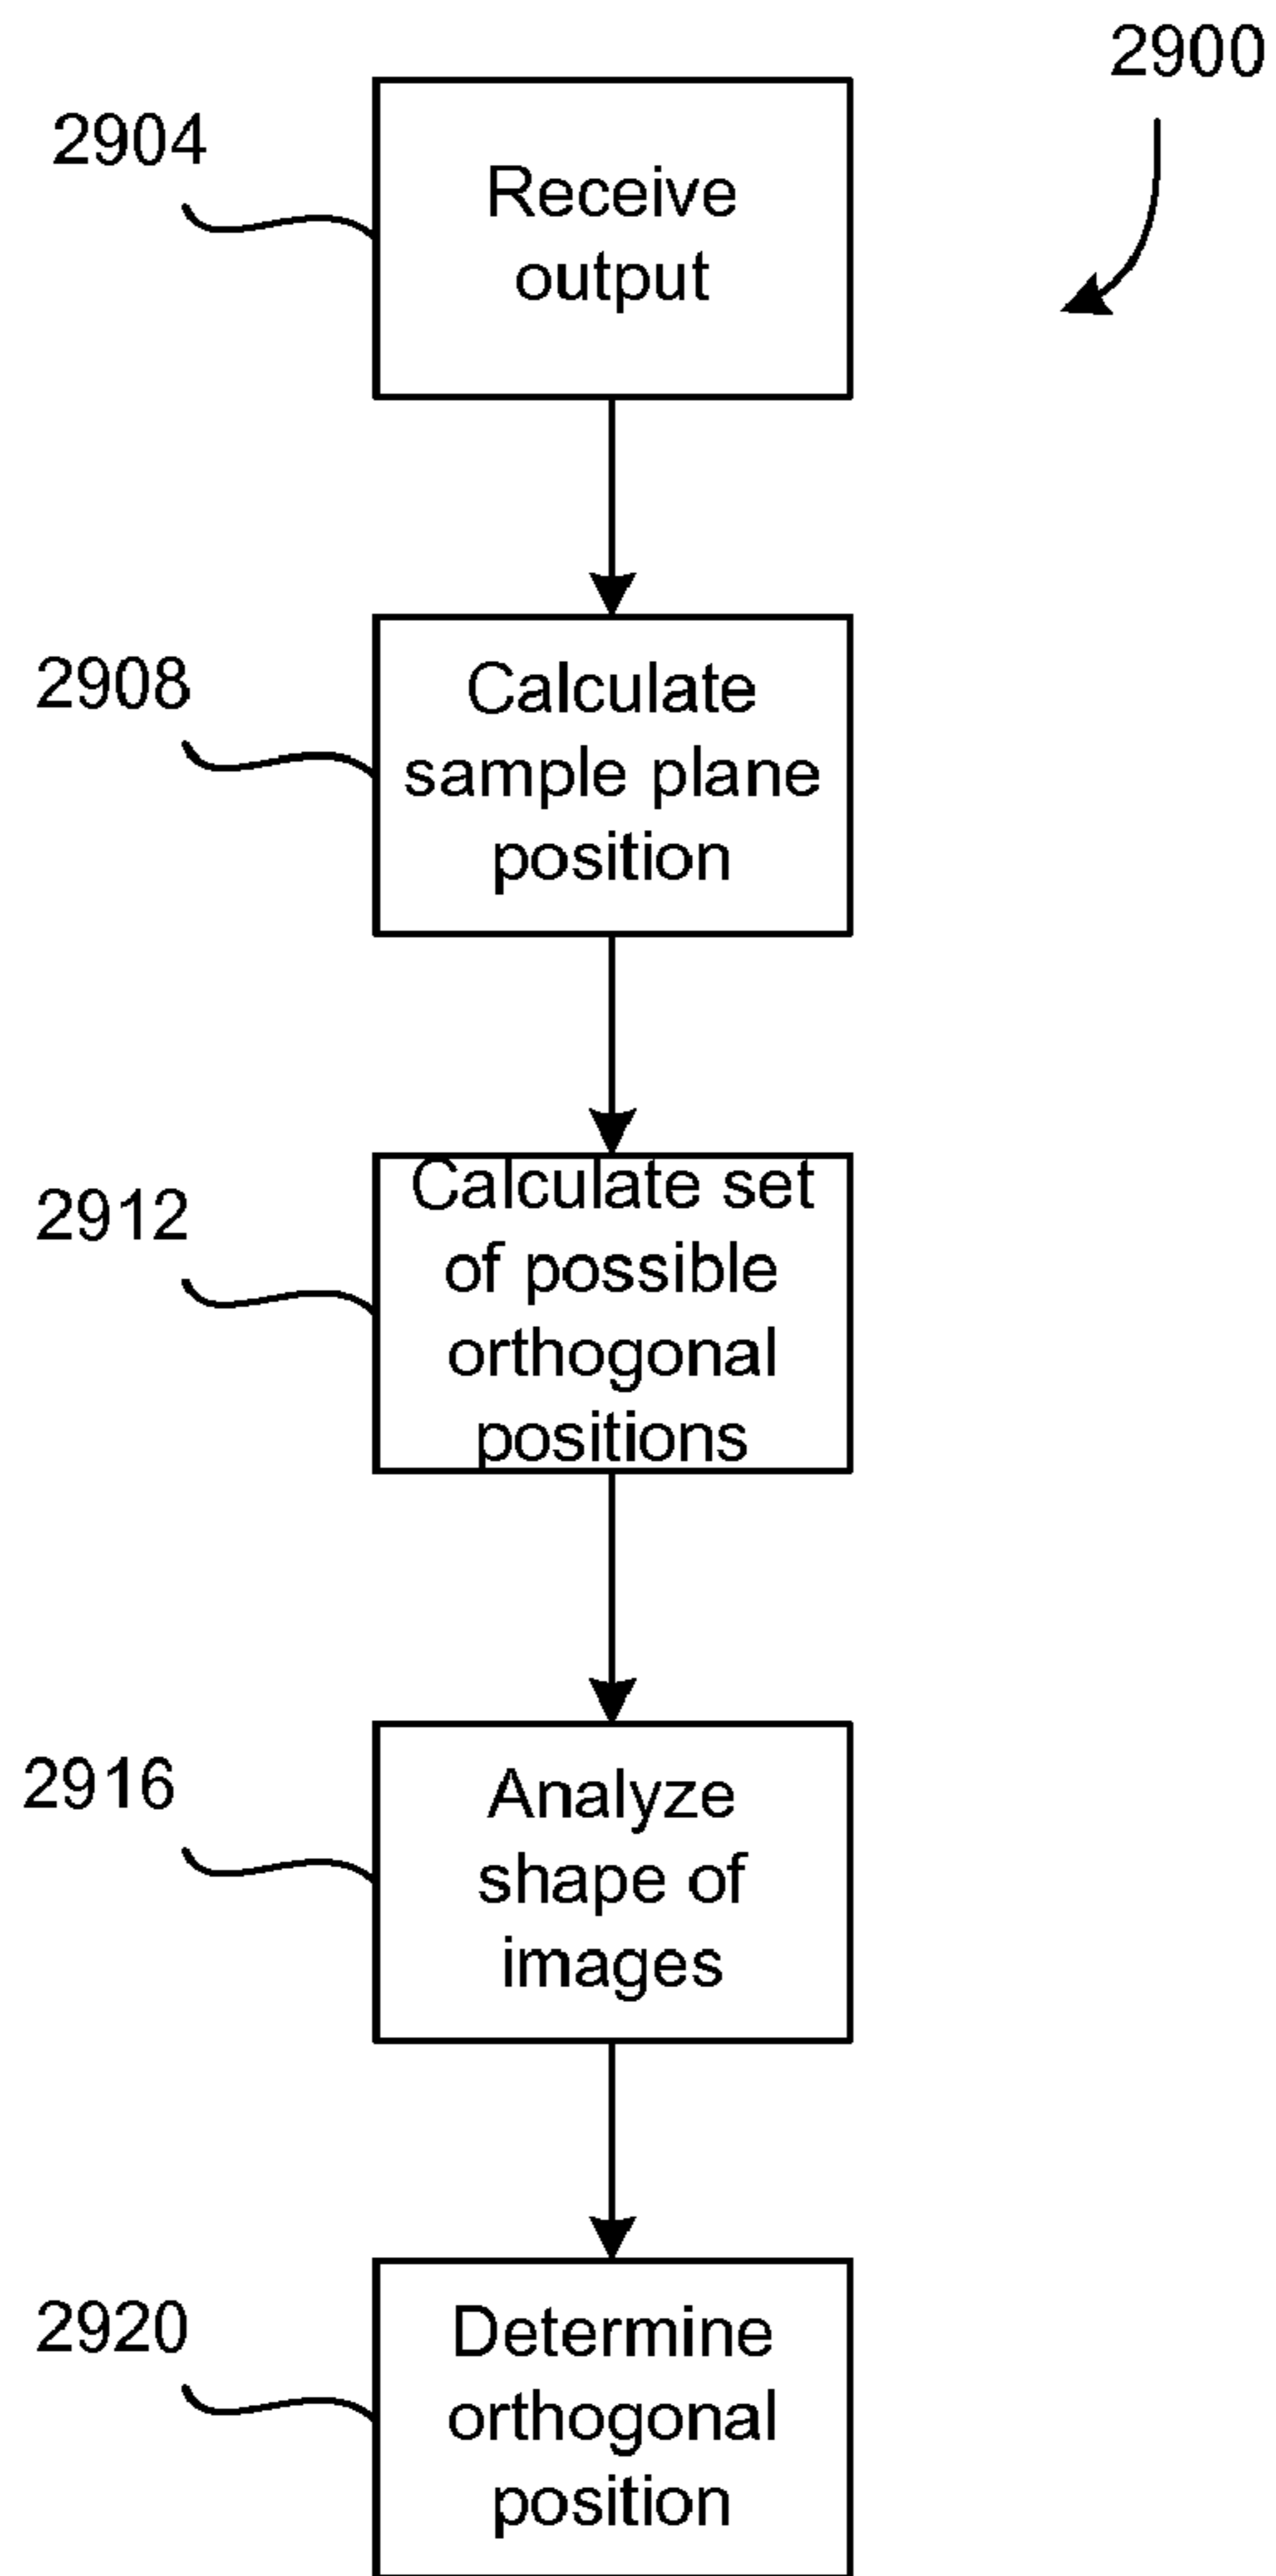 2900
2904
Receive
output
2908
Calculate
sample plane
position
2912
Calculate set
of possible
orthogonal
positions
2916
Analyze
shape of
images
2920
Determine
orthogonal
position